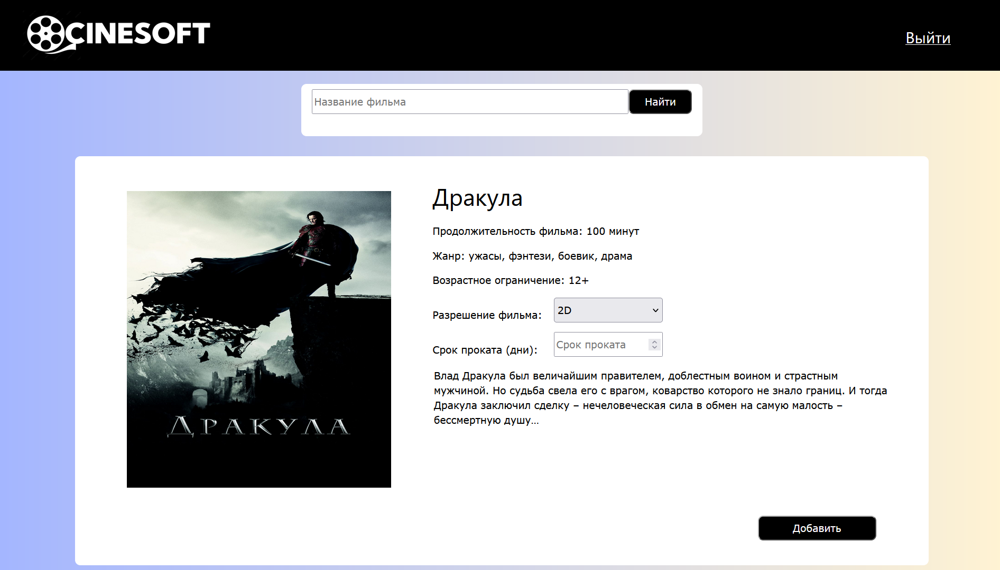 CINESOFT
Выйти
Название фильма
Найти
Дракула
Продолжительность фильма: 100 минут
Жанр: ужасы, фэнтези, боевик, драма
Возрастное ограничение: 12+
Разрешение фильма:
2D
Срок проката (дни):
Срок проката
Влад Дракула был величайшим правителем, доблестным воином и страстным
мужчиной. Но судьба свела его с врагом, коварство которого не знало границ. И тогда
Дракула заключил сделку – нечеловеческая сила в обмен на самую малость –
бессмертную душу…
ДРАКУЛА
Добавить